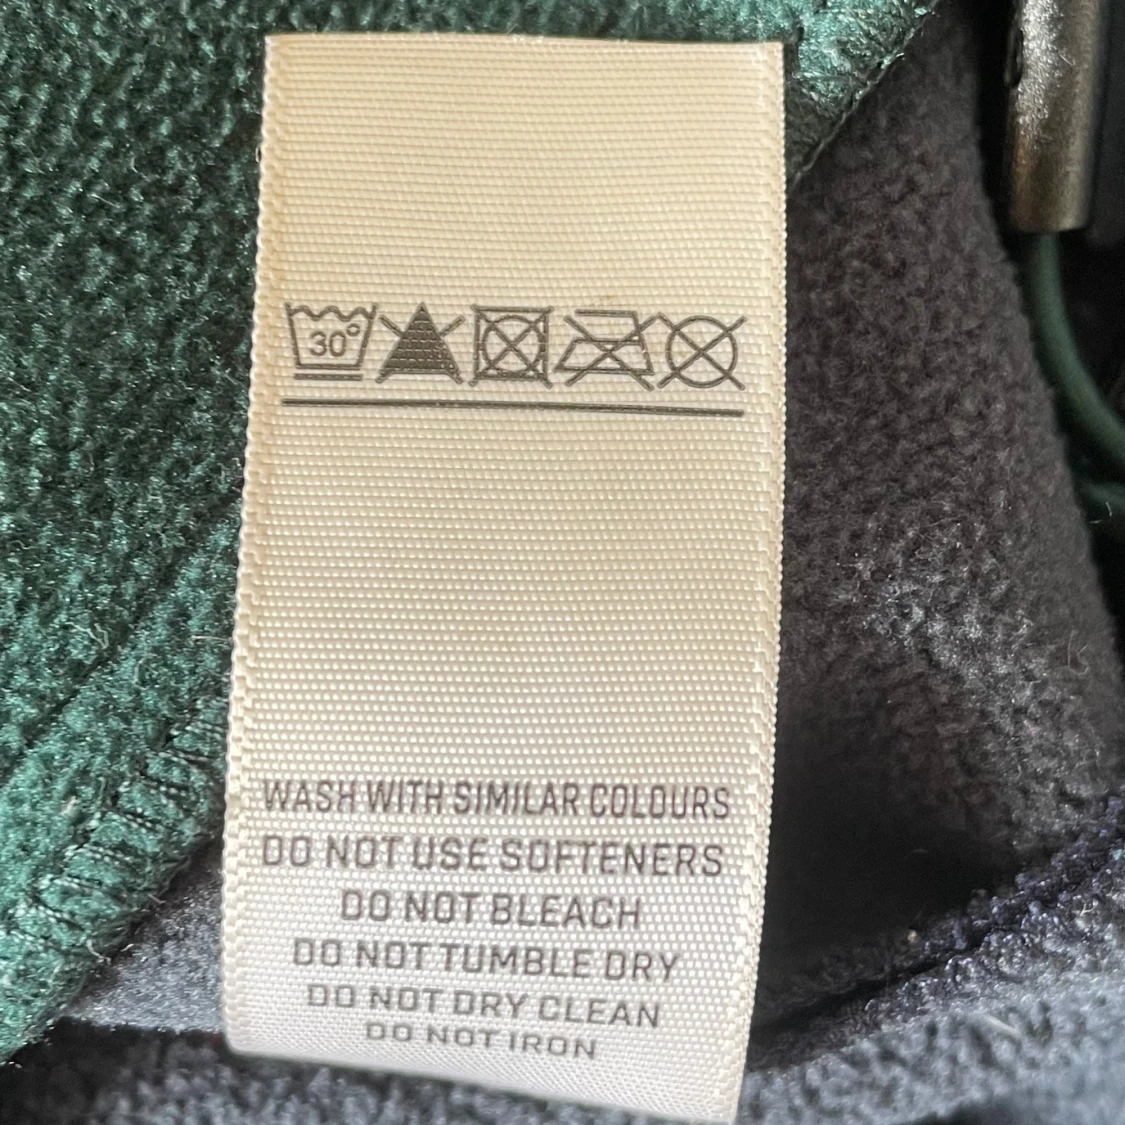 30°
WASH WITH SIMILAR COLOURS
DO NOT USE SOFTENERS
DO NOT BLEACH
DO NOT TUMBLE DRY
DO NOT DRY CLEAN
DO NOT IRON